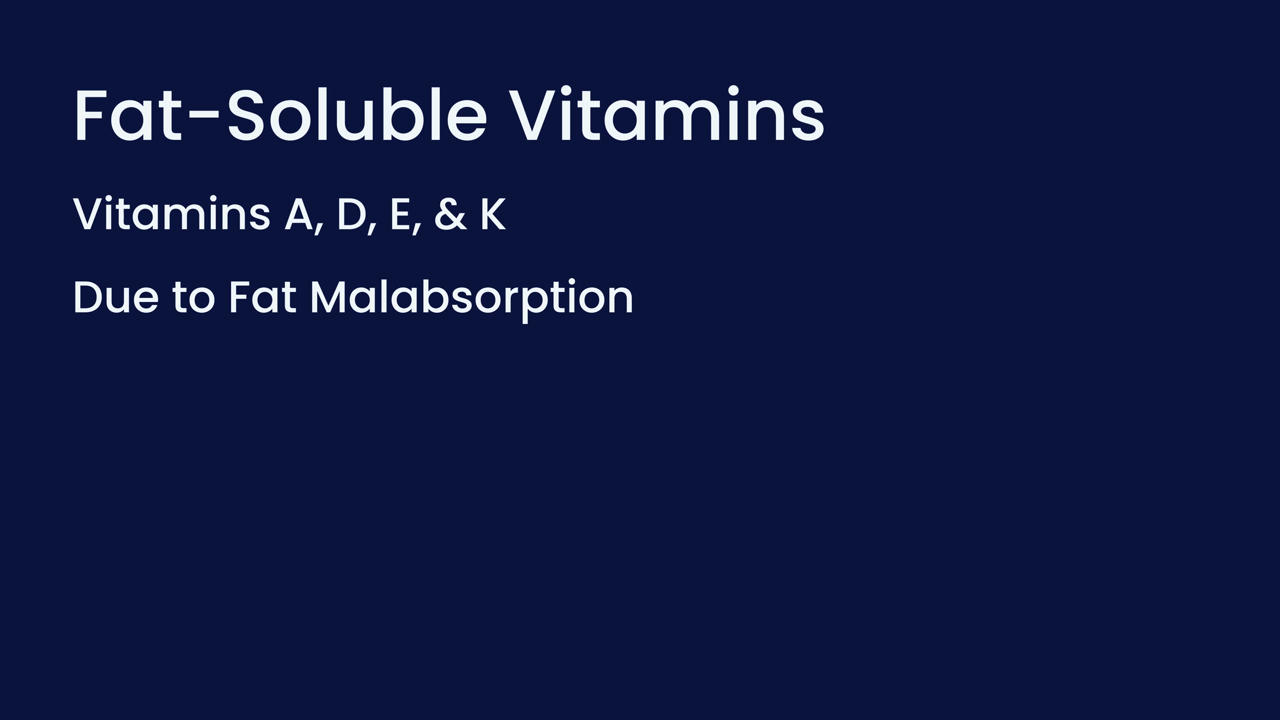 Fat-Soluble Vitamins
Vitamins A, D, E, & K
Due to Fat Malabsorption